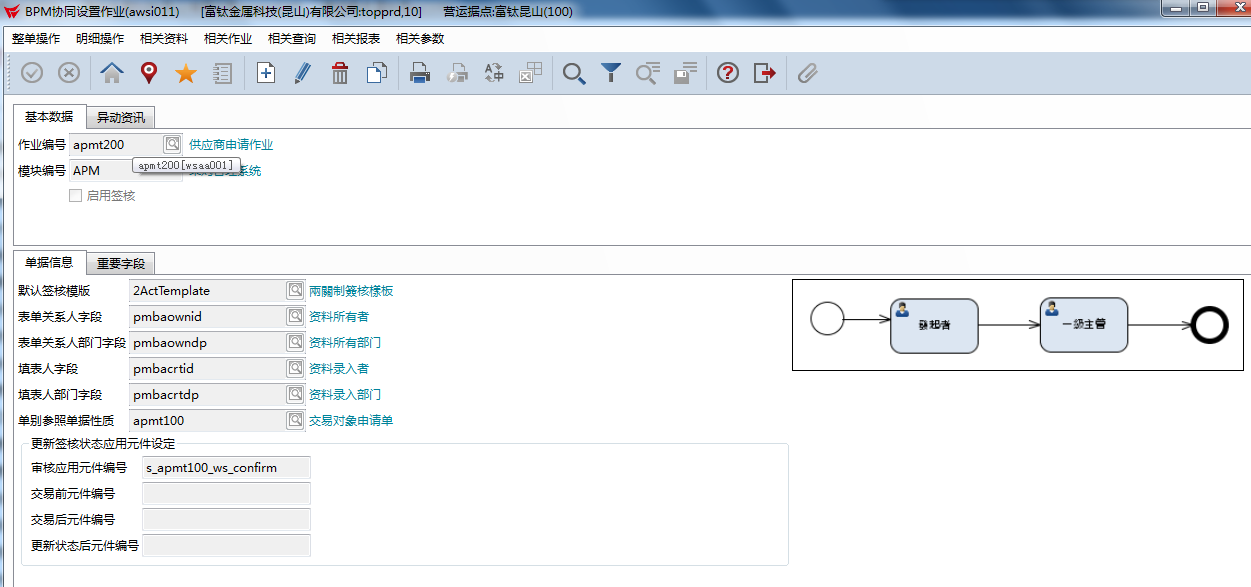 BPM协同设置作业(awsi011) [富钛金属科技(昆山)有限公司:topprd,10] 营运据点:富钛昆山(100)
整单操作 明细操作 相关资料 相关作业 相关查询 相关报表 相关参数
基本数据 异动资讯
作业编号 apmt200 供应商申请作业
apmt200[wsaa001]
模块编号 APM 系统
启用签核
单据信息 重要字段
默认签核模版 2ActTemplate 兩關制簽核樣板
表单关系人字段 pmbaownid 资料所有者
表单关系人部门字段 pmbaowndp 资料所有部门
填表人字段 pmbacrtid 资料录入者
填表人部门字段 pmbacrtdp 资料录入部门
单别参照单据性质 apmt100 交易对象申请单
更新签核状态应用元件设定
审核应用元件编号 s_apmt100_ws_confirm
交易前元件编号
交易后元件编号
更新状态后元件编号
發起者 一級主管